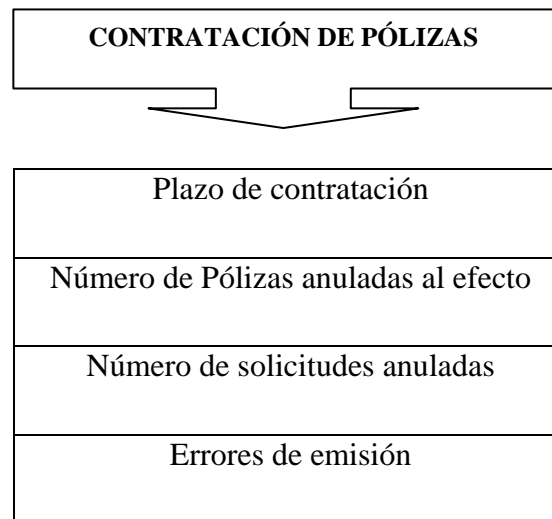 CONTRATACIÓN DE PÓLIZAS
Plazo de contratación
Número de Pólizas anuladas al efecto
Número de solicitudes anuladas
Errores de emisión